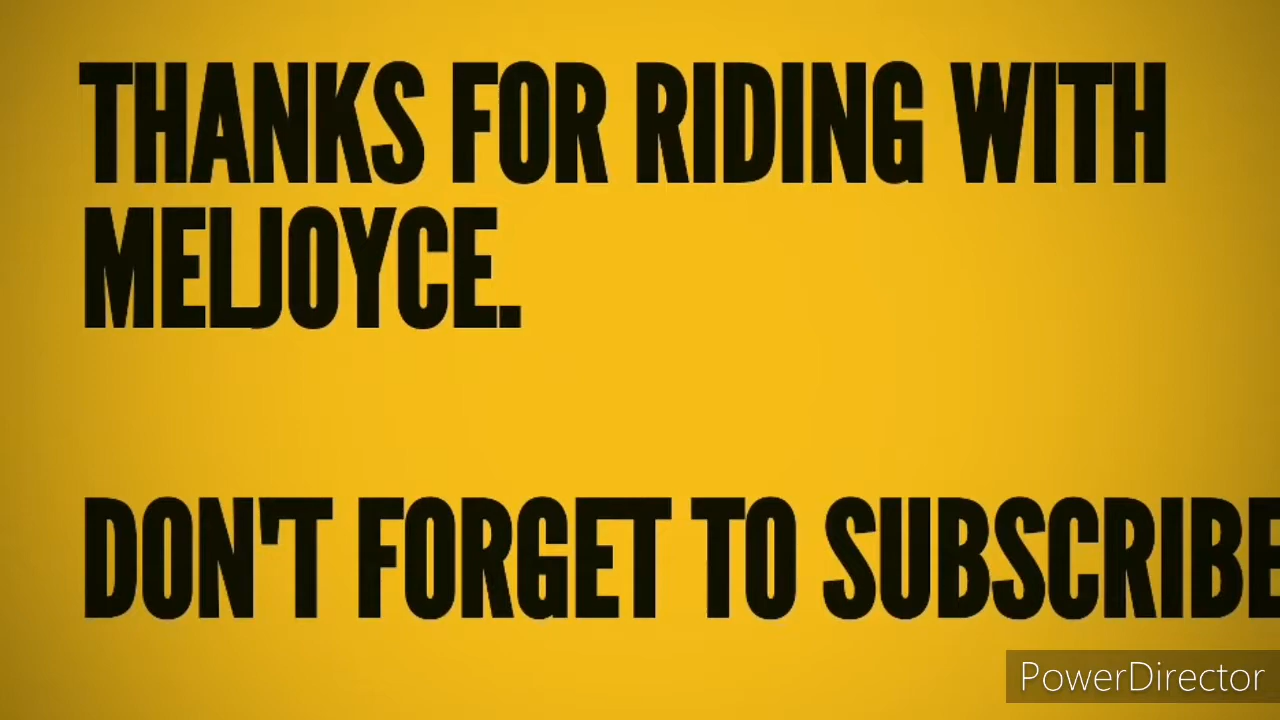 THANKS FOR RIDING WITH
MELJOYCE.
DON'T FORGET TO SUBSCRIBE
PowerDirector